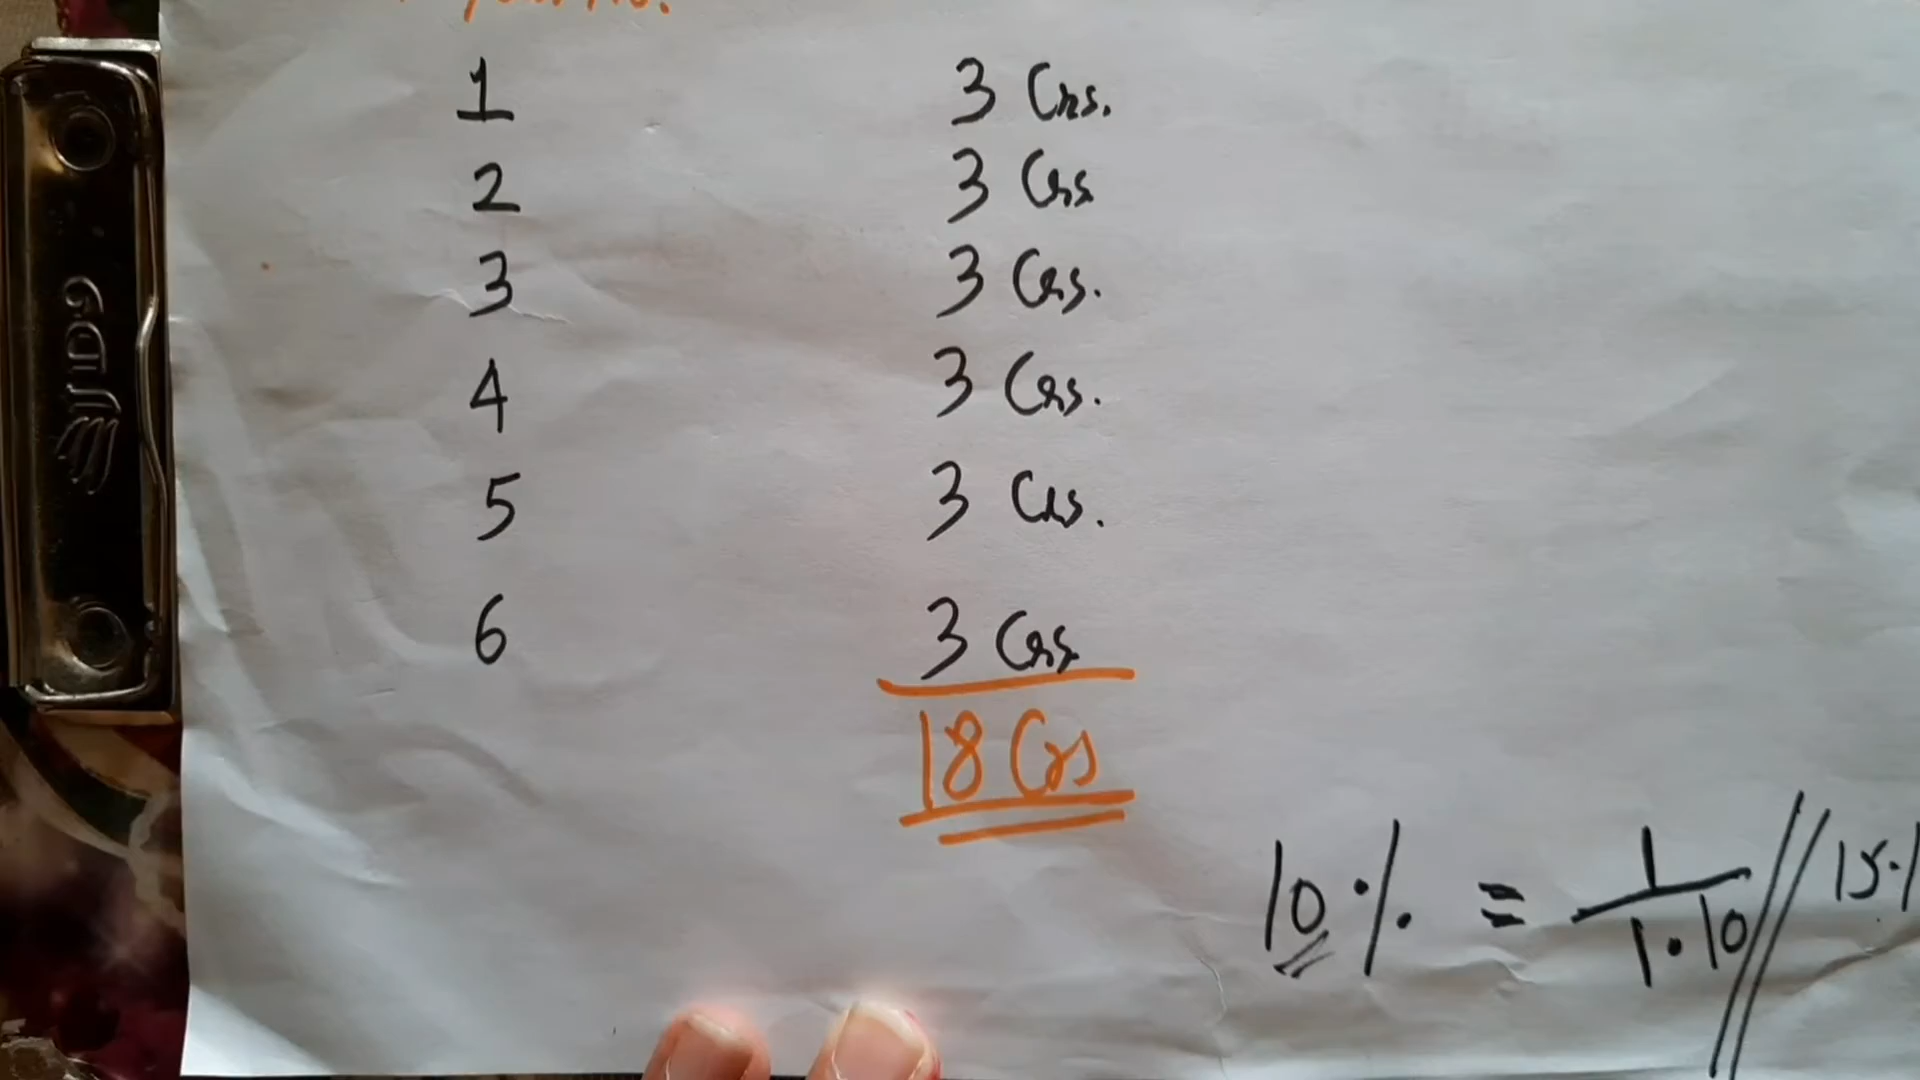 1 3 Crs.
2 3 Crs
3 3 Crs.
4 3 Crs.
5 3 Crs.
6 3 Crs
18 Crs
10% = 1/1.10 // 15%